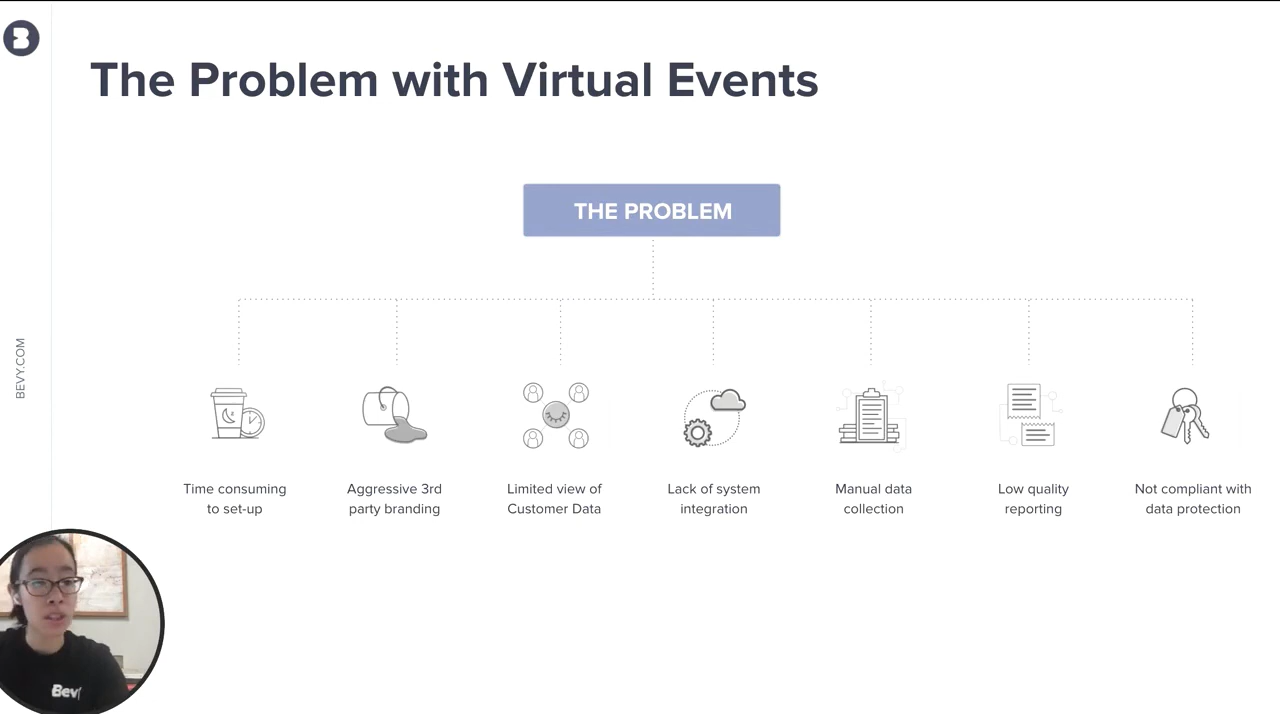 The Problem with Virtual Events
THE PROBLEM
Time consuming
to set-up
Aggressive 3rd
party branding
Limited view of
Customer Data
Lack of system
integration
Manual data
collection
Low quality
reporting
Not compliant with
data protection
BEVY.COM
B
Bevy